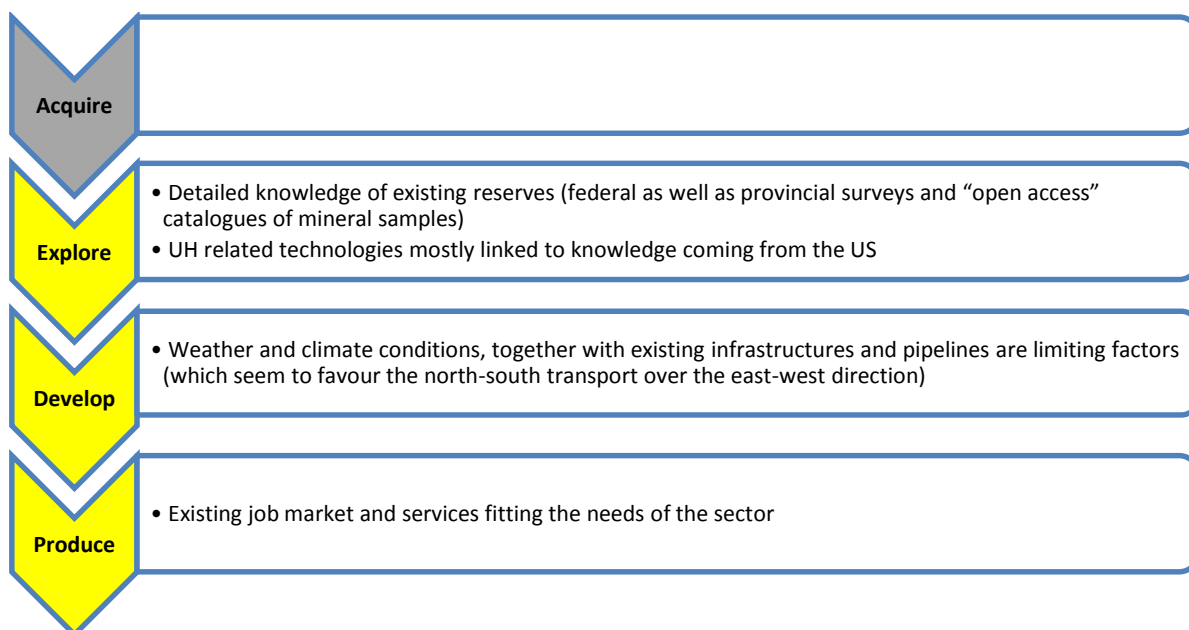 Acquire
Explore
• Detailed knowledge of existing reserves (federal as well as provincial surveys and “open access”
catalogues of mineral samples)
• UH related technologies mostly linked to knowledge coming from the US
Develop
• Weather and climate conditions, together with existing infrastructures and pipelines are limiting factors
(which seem to favour the north-south transport over the east-west direction)
Produce
• Existing job market and services fitting the needs of the sector